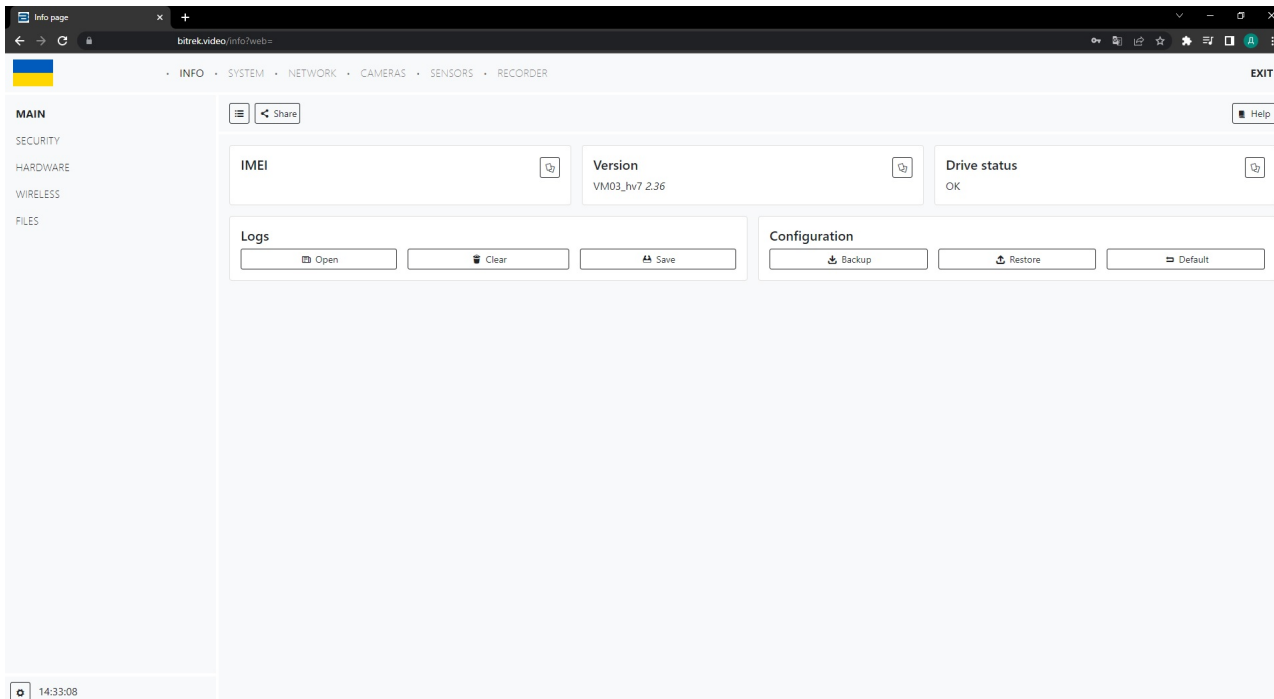 Info page
bitrek.video/info?web=
Д
· INFO · SYSTEM · NETWORK · CAMERAS · SENSORS · RECORDER
EXIT
MAIN
SECURITY
HARDWARE
WIRELESS
FILES
Share
Help
IMEI
Version
VM03_hv7 2.36
Drive status
OK
Logs
Open
Clear
Save
Configuration
Backup
Restore
Default
14:33:08